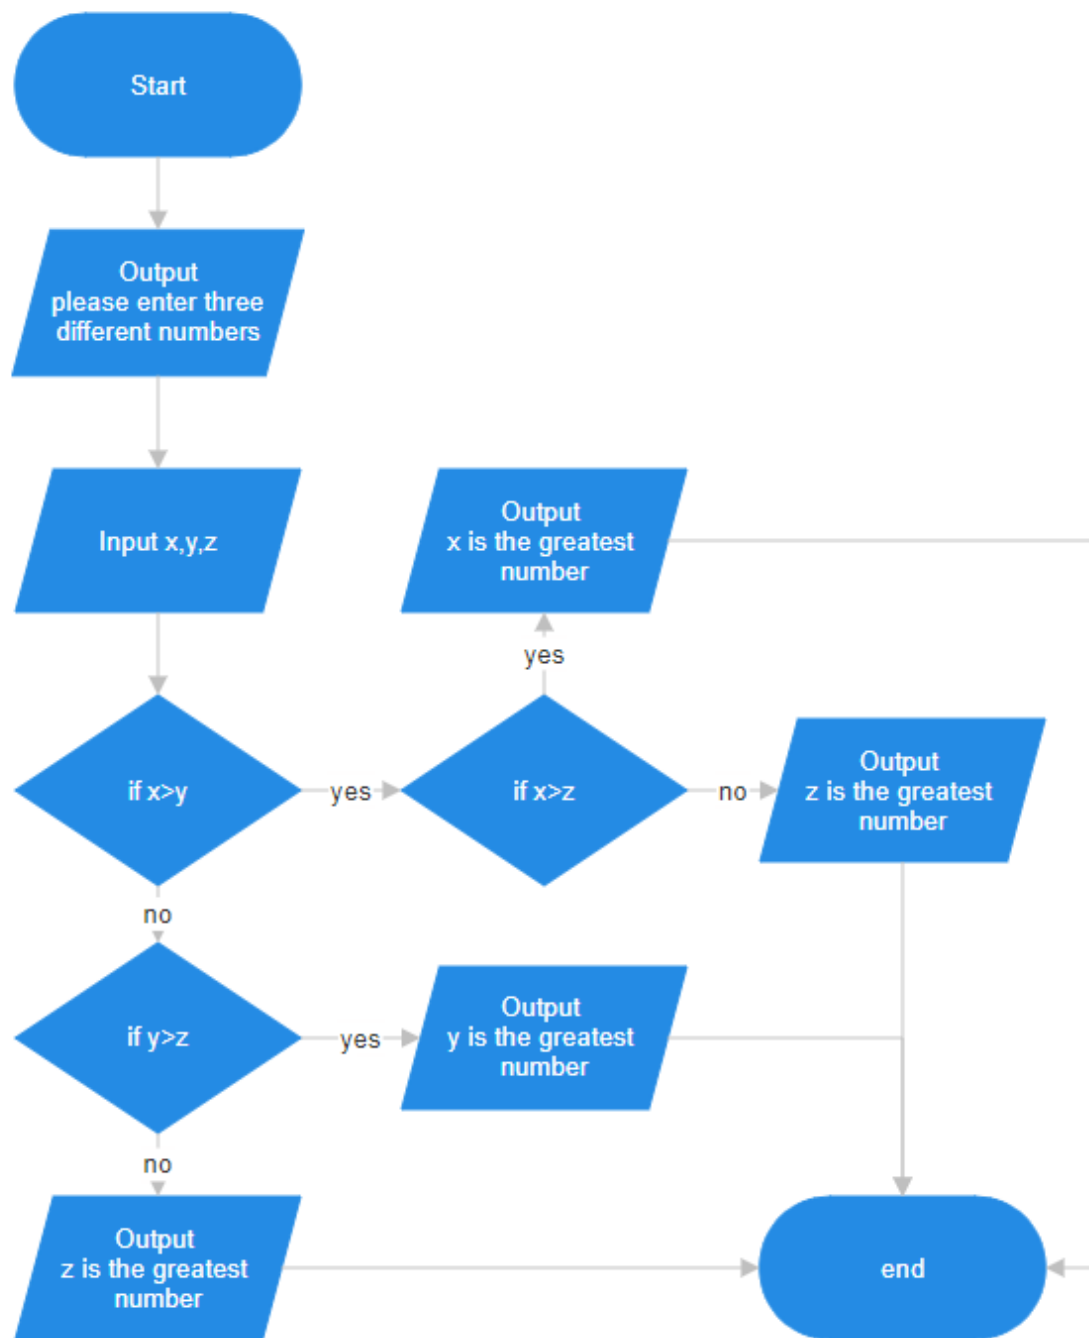 Start
Output
please enter three
different numbers
Input x,y,z
Output
x is the greatest
number
yes
if x>y
yes
if x>z
no
Output
z is the greatest
number
no
if y>z
yes
Output
y is the greatest
number
no
Output
z is the greatest
number
end